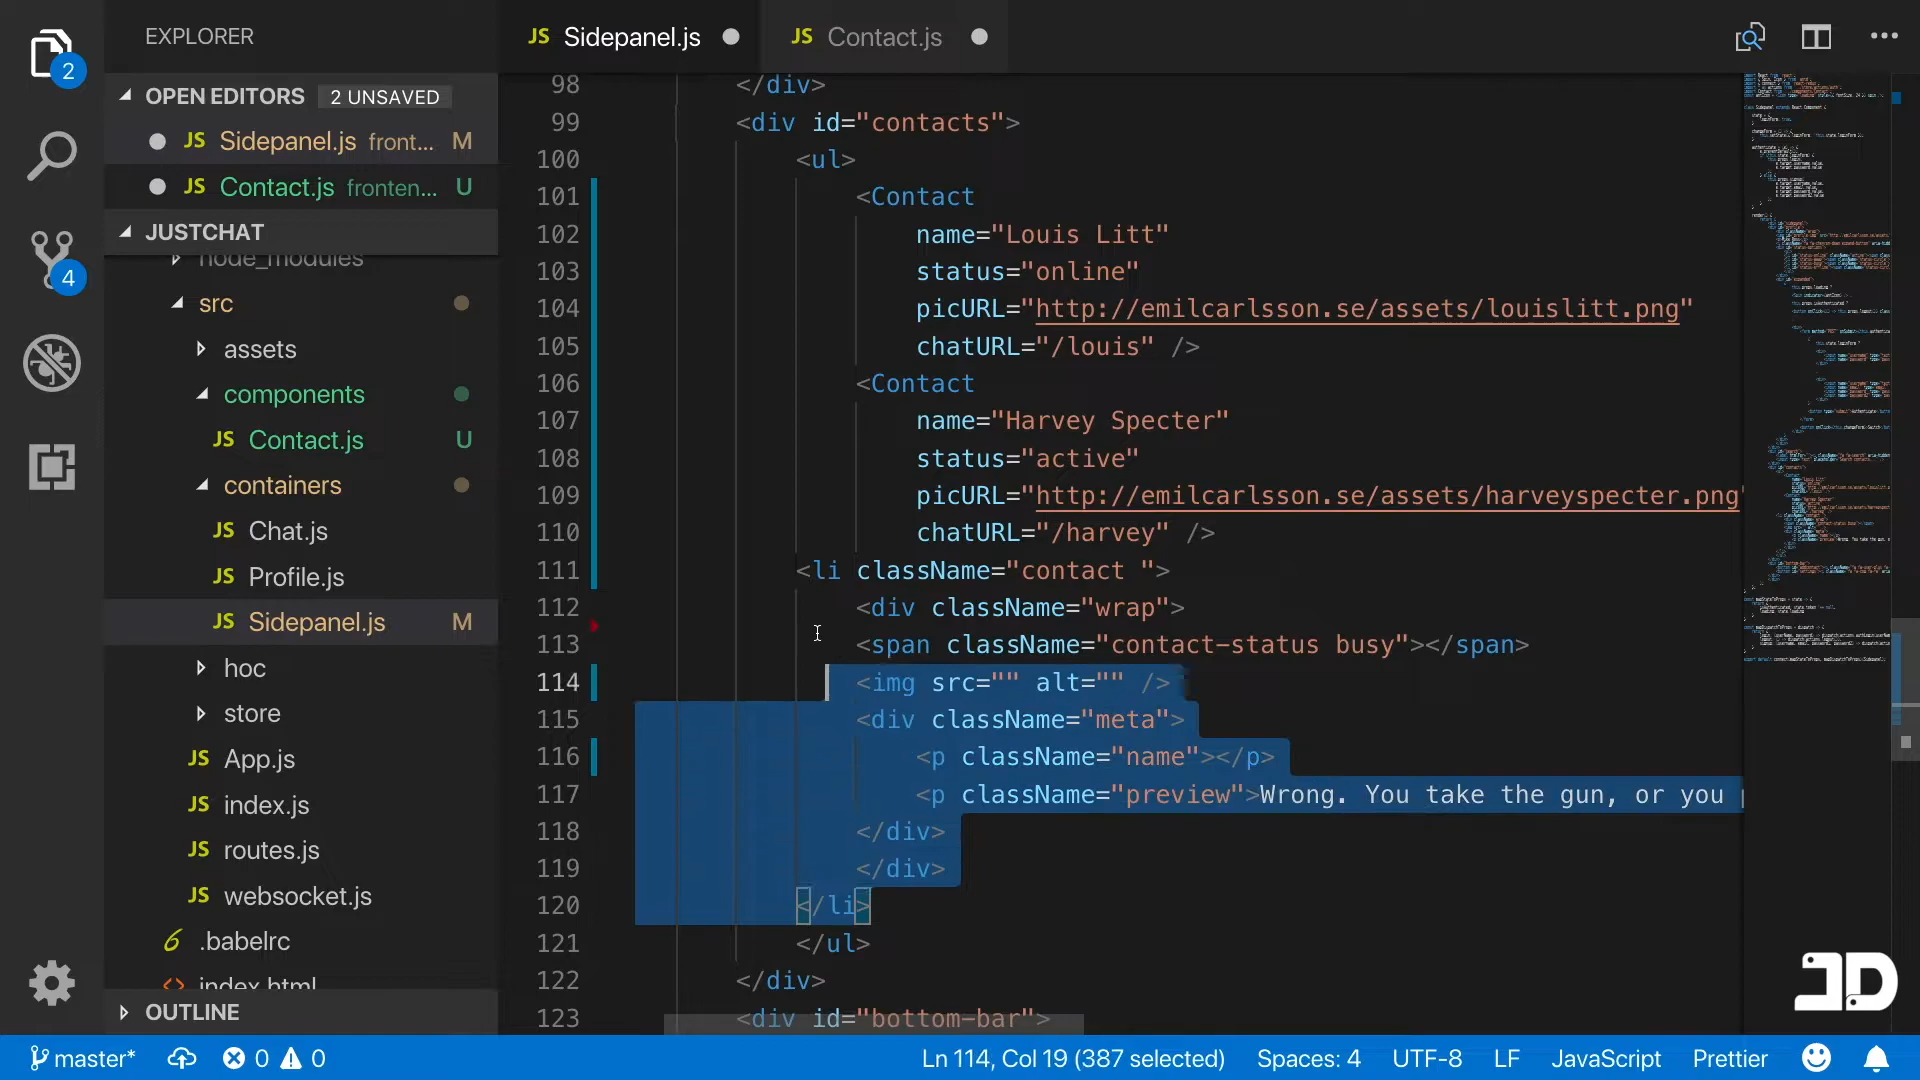 EXPLORER
JS Sidepanel.js
JS Contact.js
2
OPEN EDITORS 2 UNSAVED
JS Sidepanel.js front... M
JS Contact.js fronten... U
JUSTCHAT
node_modules
4
src
assets
components
JS Contact.js U
containers
JS Chat.js
JS Profile.js
JS Sidepanel.js M
hoc
store
JS App.js
JS index.js
JS routes.js
JS websocket.js
.babelrc
index.html
OUTLINE
98 </div>
99 <div id="contacts">
100 <ul>
101 <Contact
102 name="Louis Litt"
103 status="online"
104 picURL="http://emilcarlsson.se/assets/louislitt.png"
105 chatURL="/louis" />
106 <Contact
107 name="Harvey Specter"
108 status="active"
109 picURL="http://emilcarlsson.se/assets/harveyspecter.png"
110 chatURL="/harvey" />
111 <li className="contact ">
112 <div className="wrap">
113 <span className="contact-status busy"></span>
114 <img src="" alt="" />
115 <div className="meta">
116 <p className="name"></p>
117 <p className="preview">Wrong. You take the gun, or you
118 </div>
119 </div>
120 </li>
121 </ul>
122 </div>
123 <div id="bottom-bar">
JD
master* 0 0 Ln 114, Col 19 (387 selected) Spaces: 4 UTF-8 LF JavaScript Prettier